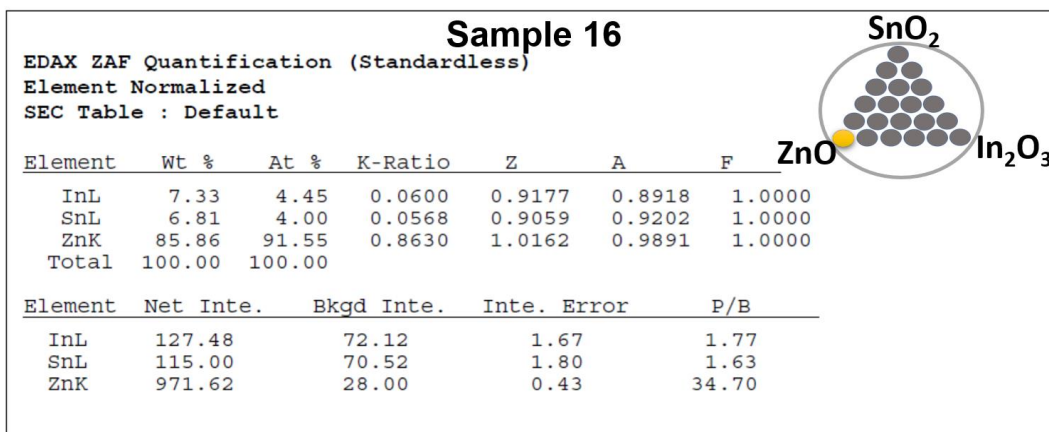 Sample 16
EDAX ZAF Quantification (Standardless)
Element Normalized
SEC Table : Default
Element Wt % At % K-Ratio Z A F
InL 7.33 4.45 0.0600 0.9177 0.8918 1.0000
SnL 6.81 4.00 0.0568 0.9059 0.9202 1.0000
ZnK 85.86 91.55 0.8630 1.0162 0.9891 1.0000
Total 100.00 100.00
Element Net Inte. Bkgd Inte. Inte. Error P/B
InL 127.48 72.12 1.67 1.77
SnL 115.00 70.52 1.80 1.63
ZnK 971.62 28.00 0.43 34.70
SnO₂
ZnO
In₂O₃